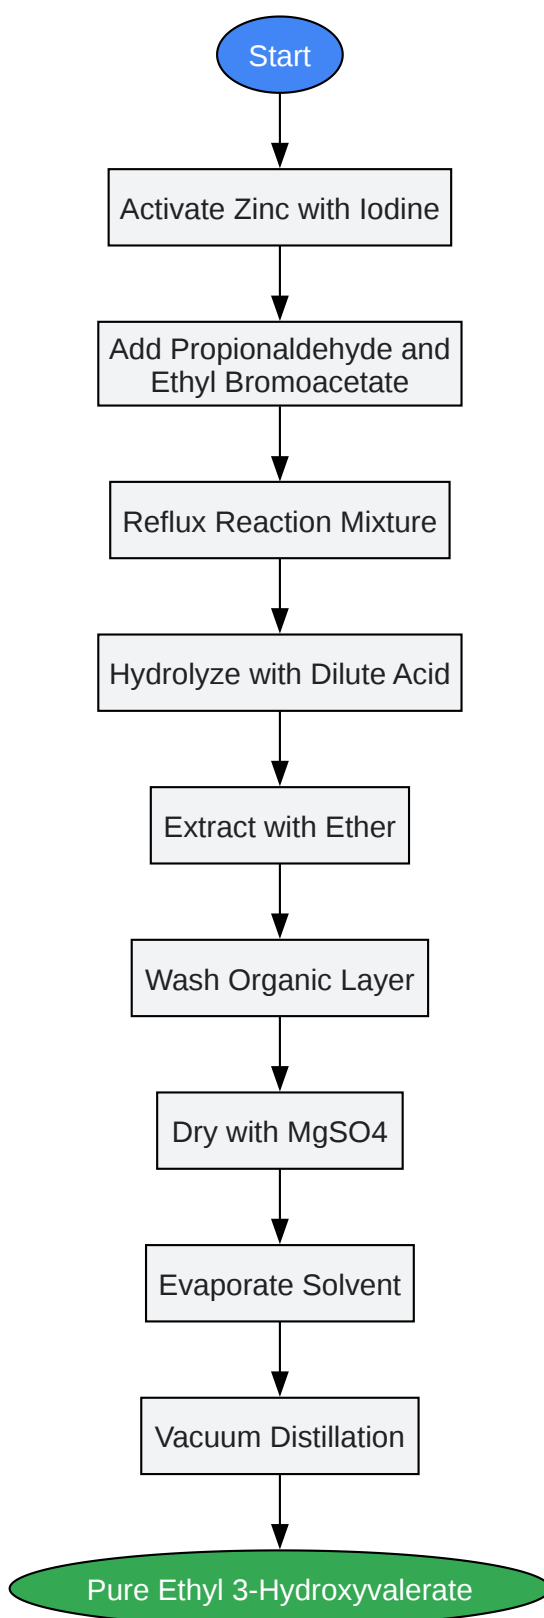 Start
Activate Zinc with Iodine
Add Propionaldehyde and
Ethyl Bromoacetate
Reflux Reaction Mixture
Hydrolyze with Dilute Acid
Extract with Ether
Wash Organic Layer
Dry with MgSO4
Evaporate Solvent
Vacuum Distillation
Pure Ethyl 3-Hydroxyvalerate